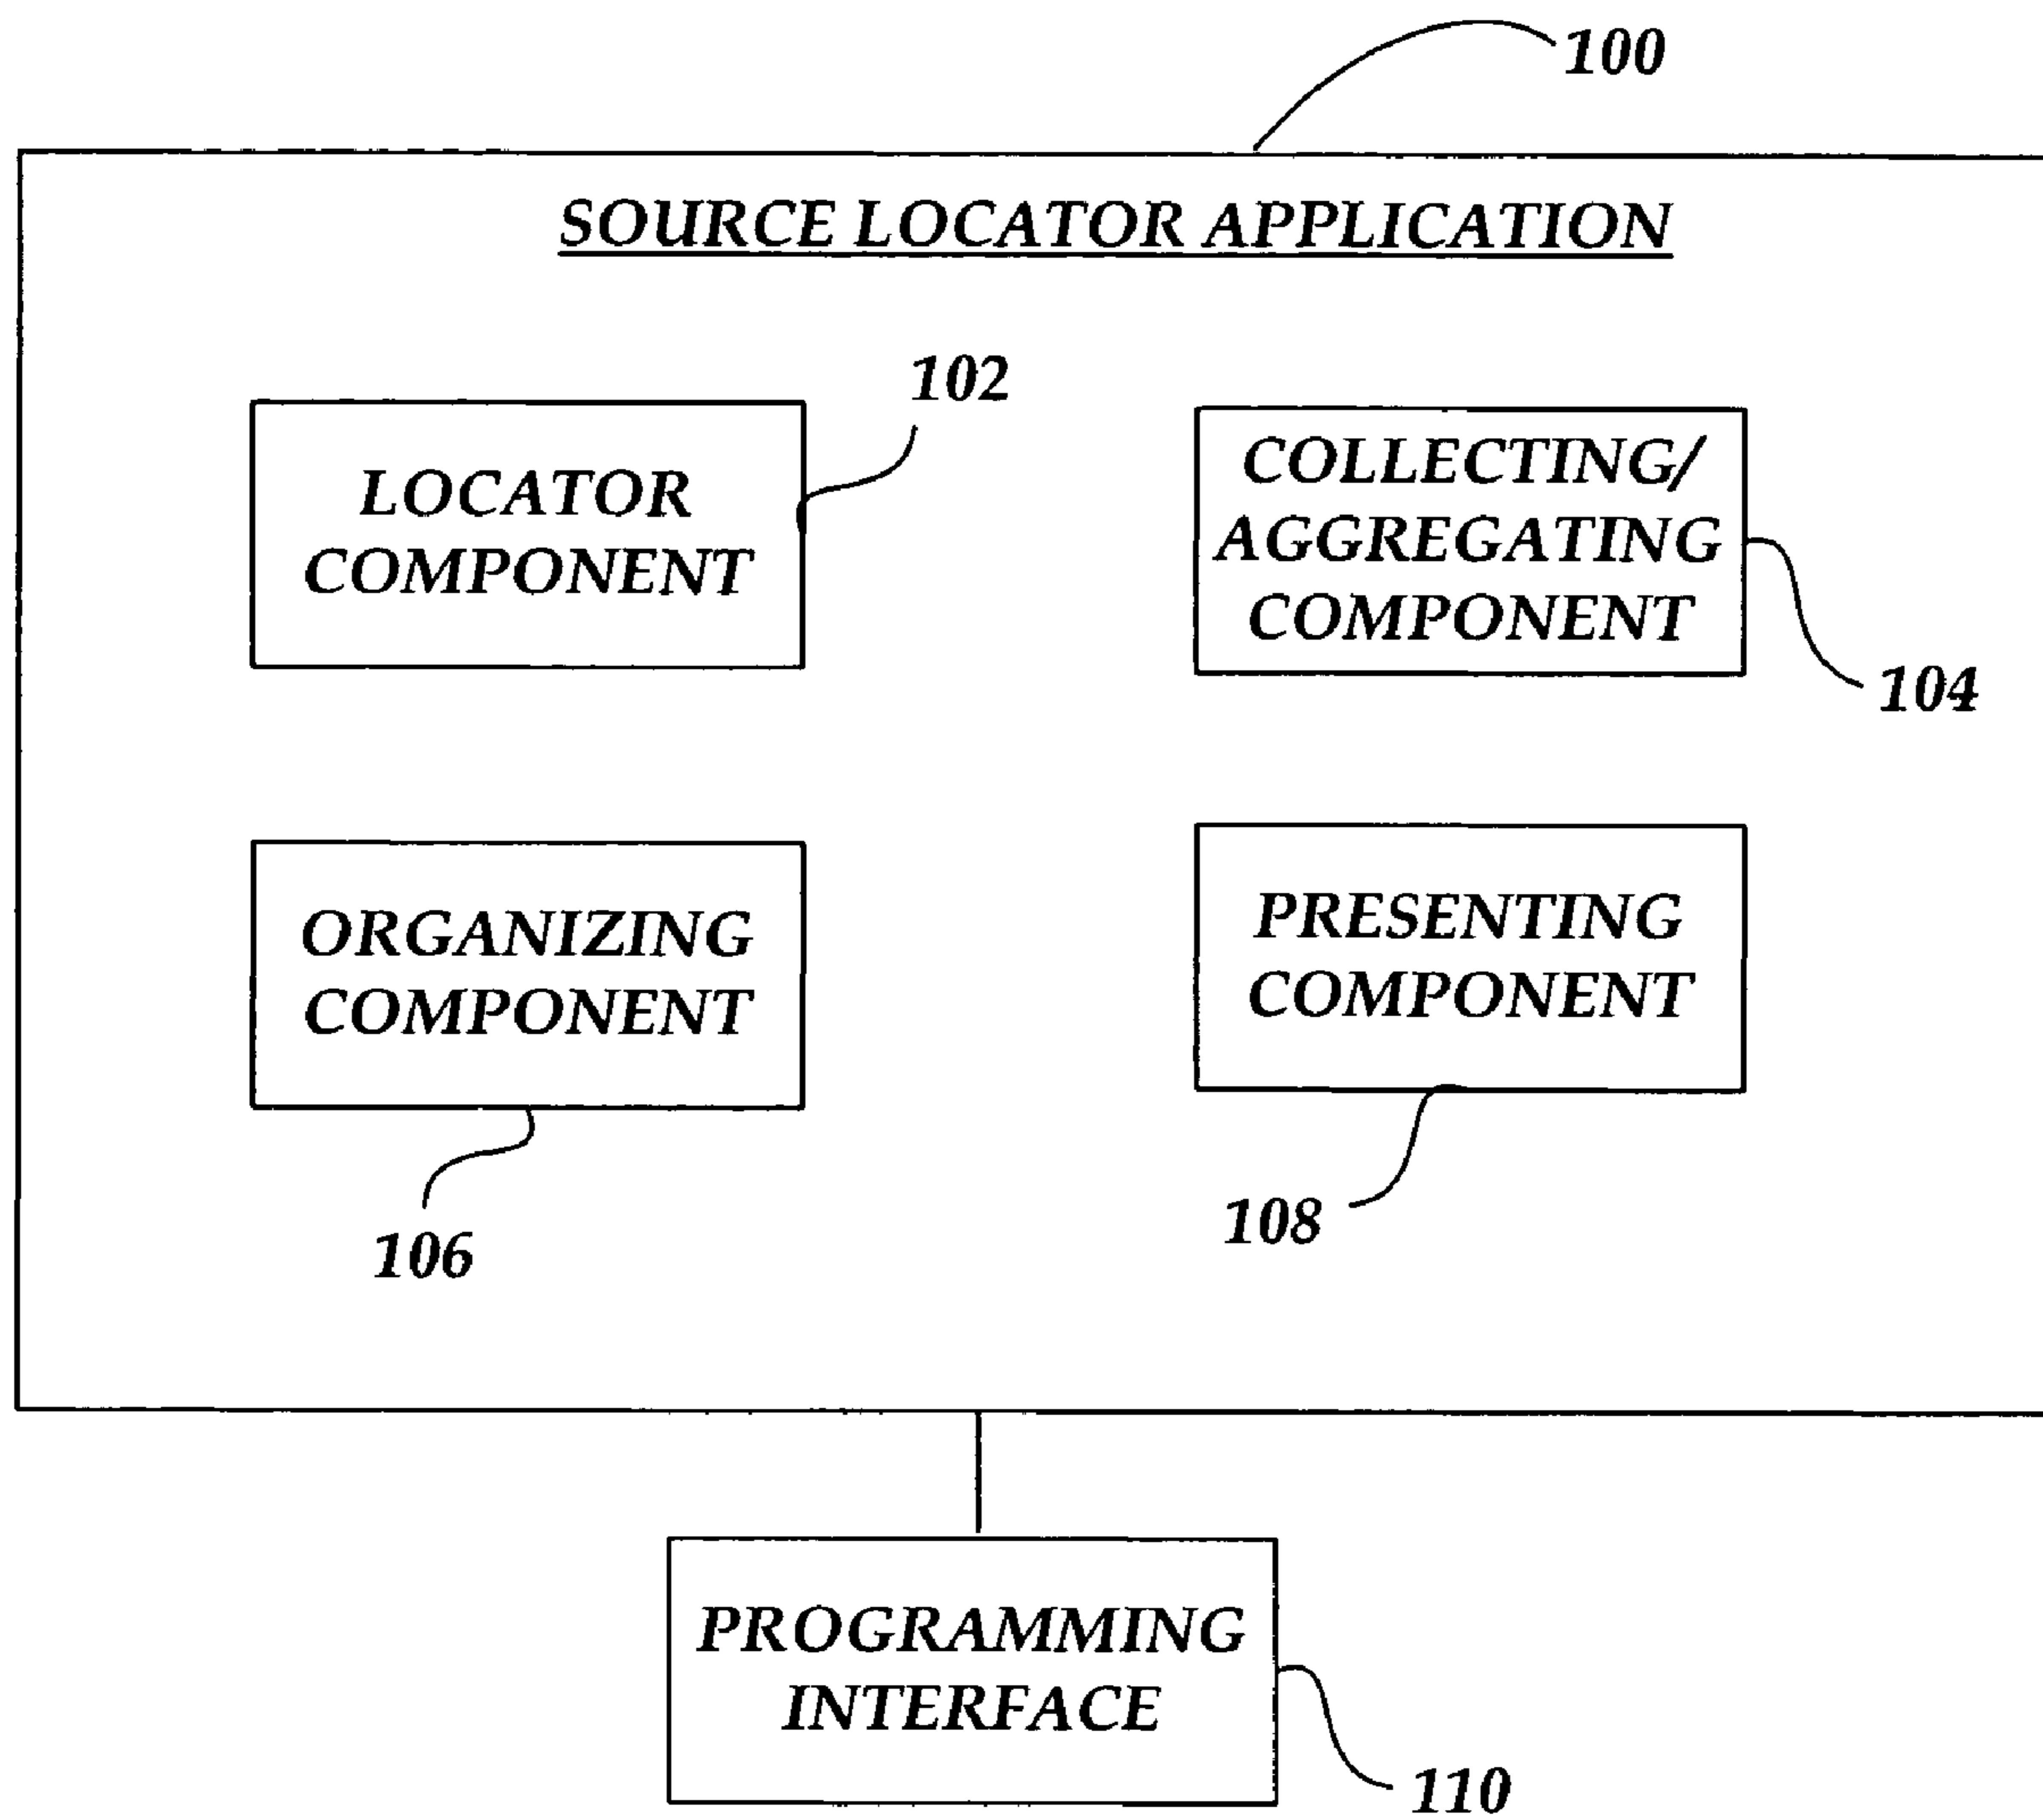 100
SOURCE LOCATOR APPLICATION
102
LOCATOR
COMPONENT
COLLECTING/
AGGREGATING
COMPONENT
104
ORGANIZING
COMPONENT
106
PRESENTING
COMPONENT
108
PROGRAMMING
INTERFACE
110